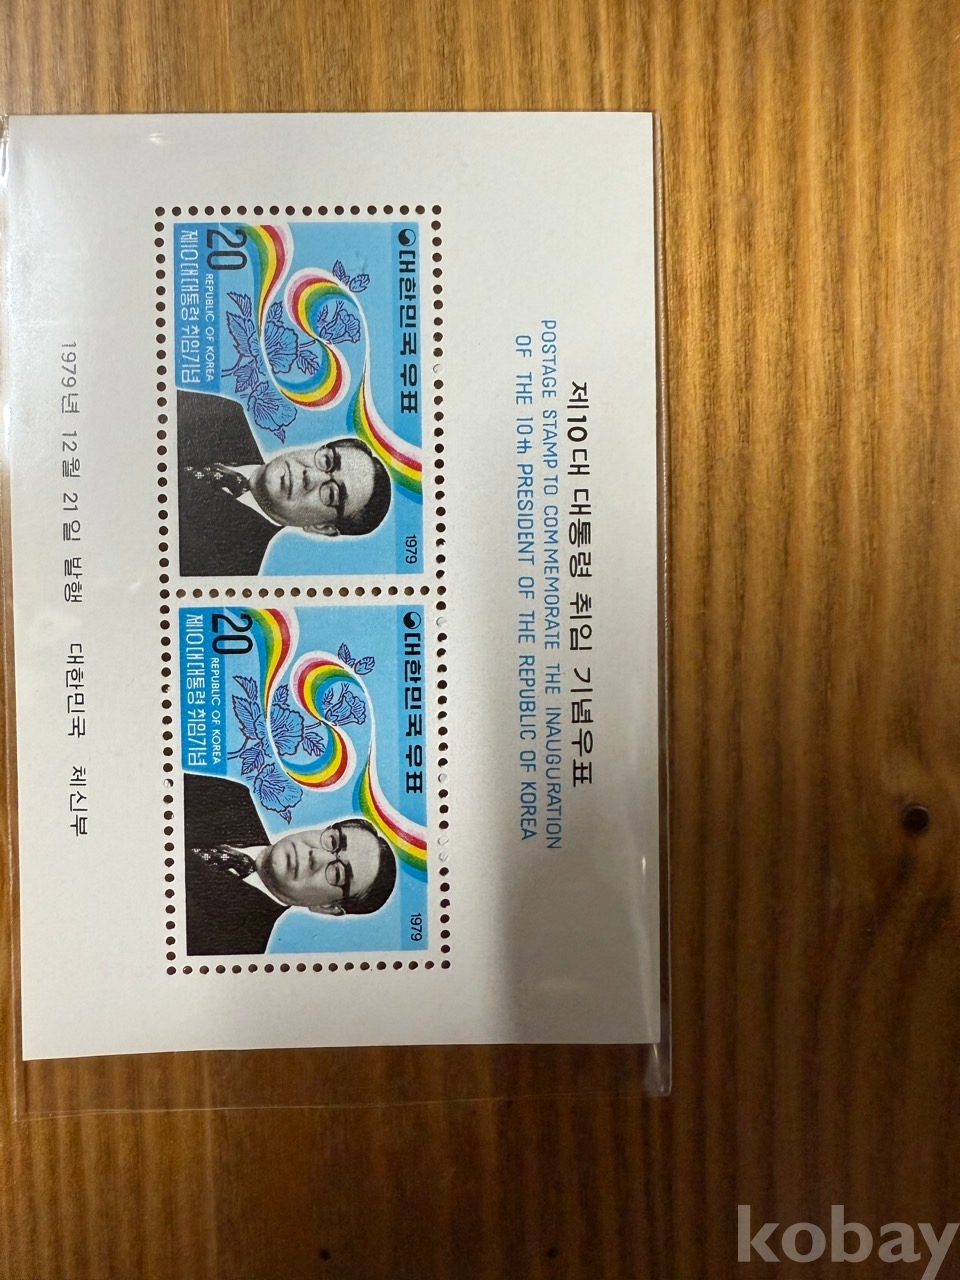 제10대 대통령 취임 기념우표
POSTAGE STAMP TO COMMEMORATE THE INAUGURATION
OF THE 10th PRESIDENT OF THE REPUBLIC OF KOREA
대한민국 우표
1979
20
REPUBLIC OF KOREA
제10대 대통령 취임기념
대한민국 우표
1979
20
REPUBLIC OF KOREA
제10대 대통령 취임기념
1979년 12월 21일 발행 대한민국 체신부
kobay